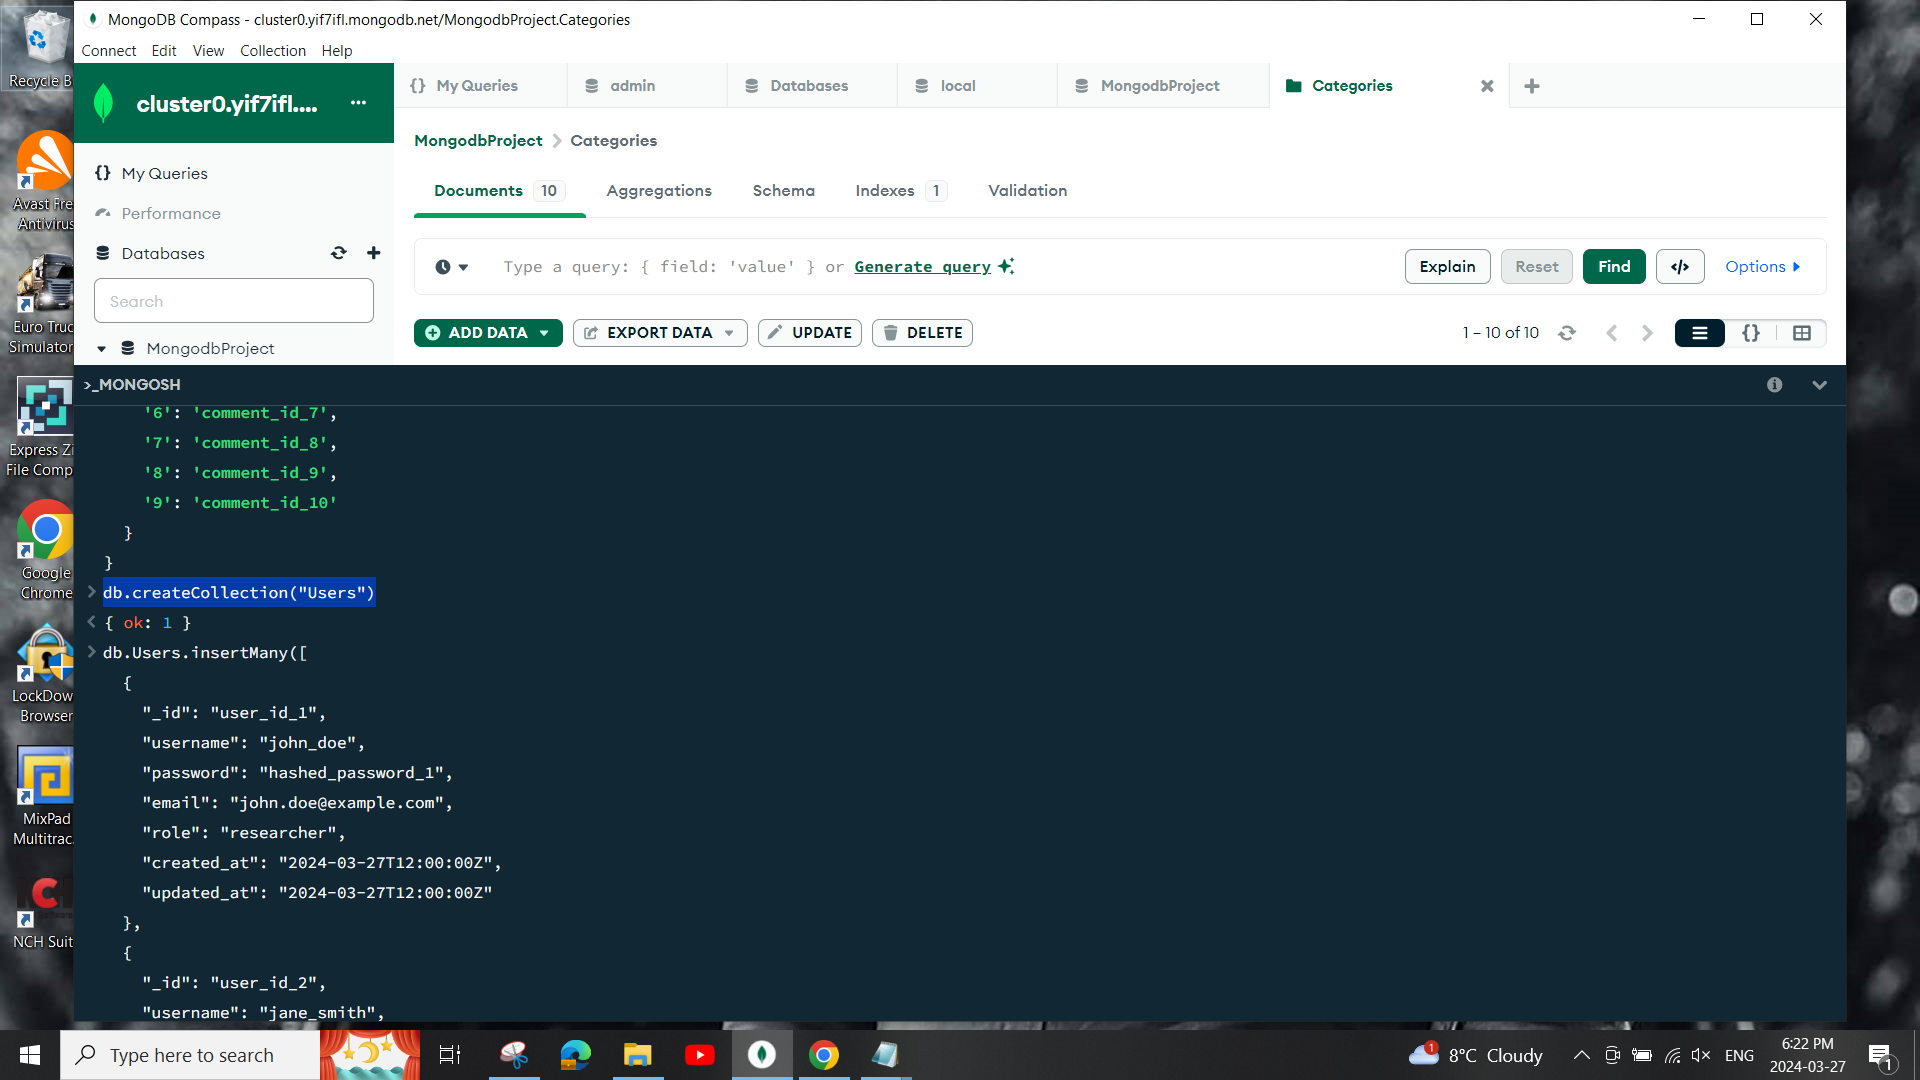 MongoDB Compass - cluster0.yif7ifl.mongodb.net/MongodbProject.Categories
Connect Edit View Collection Help
cluster0.yif7ifl....
My Queries admin Databases local MongodbProject Categories
MongodbProject > Categories
Documents 10 Aggregations Schema Indexes 1 Validation
My Queries
Performance
Databases
Search
MongodbProject
Type a query: { field: 'value' } or Generate query
Explain Reset Find </> Options
ADD DATA EXPORT DATA UPDATE DELETE
1 – 10 of 10
{}
>_MONGOSH
'6': 'comment_id_7',
'7': 'comment_id_8',
'8': 'comment_id_9',
'9': 'comment_id_10'
}
}
> db.createCollection("Users")
< { ok: 1 }
> db.Users.insertMany([
{
"_id": "user_id_1",
"username": "john_doe",
"password": "hashed_password_1",
"email": "john.doe@example.com",
"role": "researcher",
"created_at": "2024-03-27T12:00:00Z",
"updated_at": "2024-03-27T12:00:00Z"
},
{
"_id": "user_id_2",
"username": "jane_smith",
Recycle B
Avast Fre
Antivirus
Euro Truc
Simulator
Express Zi
File Comp
Google
Chrome
LockDow
Browser
MixPad
Multitrac
NCH Suit
Type here to search
1
8°C Cloudy
ENG
6:22 PM
2024-03-27
1